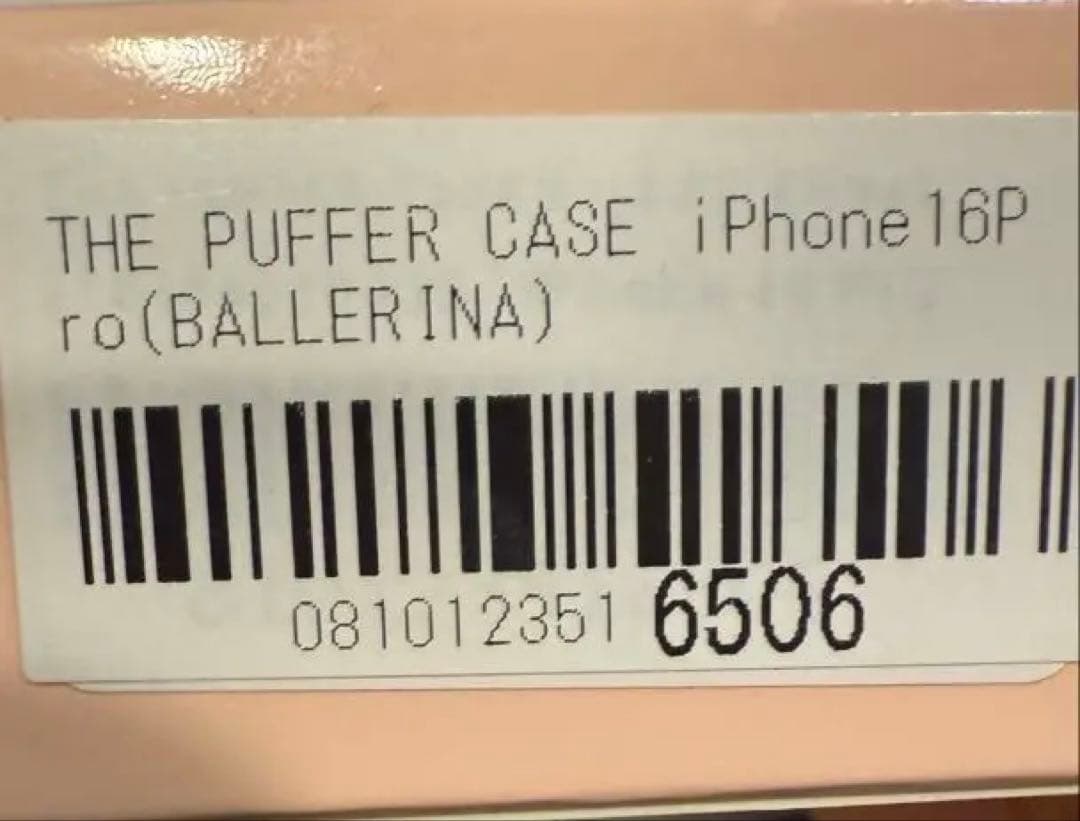 THE PUFFER CASE iPhone16P
ro(BALLERINA)
0810123516506